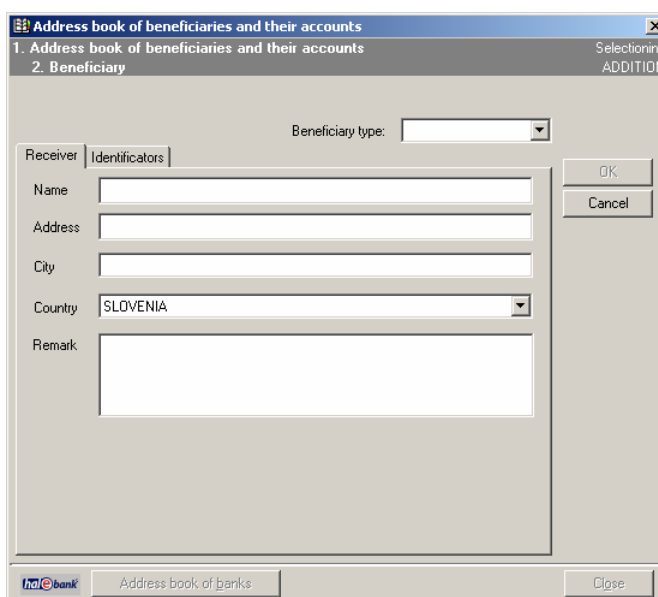 Address book of beneficiaries and their accounts
1. Address book of beneficiaries and their accounts Selectionin
2. Beneficiary ADDITIO
Beneficiary type:
Receiver Identificators
OK
Name
Cancel
Address
City
Country SLOVENIA
Remark
hal@bank Address book of banks Close